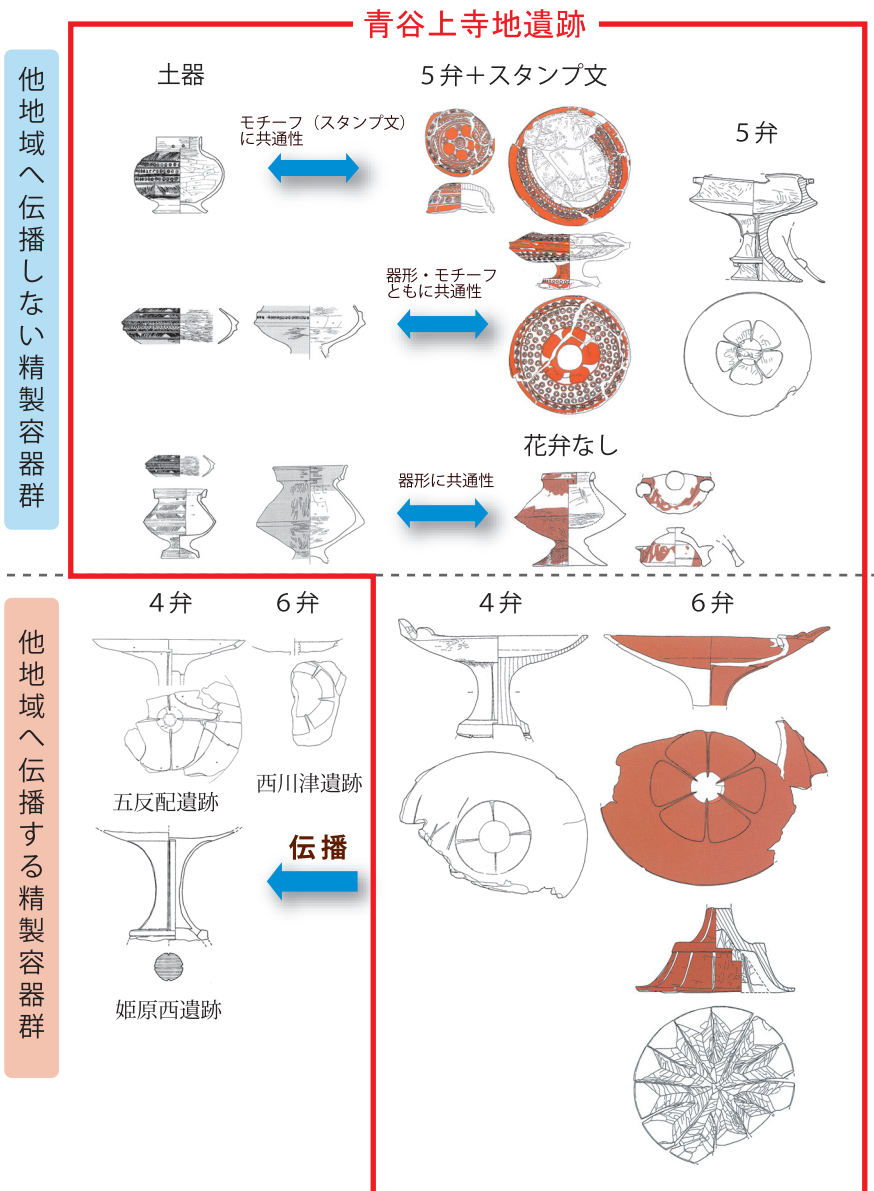 青谷上寺地遺跡
他地域へ伝播しない精製容器群
土器
5弁+スタンプ文
モチーフ(スタンプ文)
に共通性
5弁
器形・モチーフ
ともに共通性
花弁なし
器形に共通性
他地域へ伝播する精製容器群
4弁
6弁
4弁
6弁
五反配遺跡
西川津遺跡
伝播
姫原西遺跡